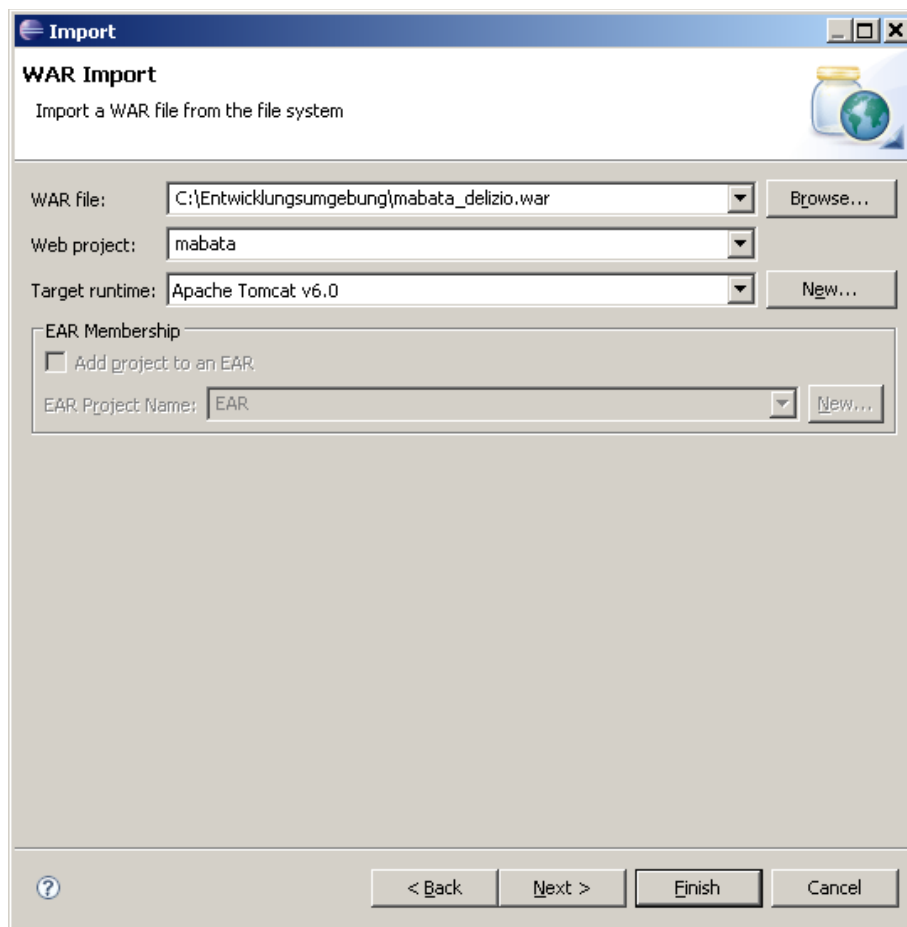 Import
WAR Import
Import a WAR file from the file system
WAR file: C:\Entwicklungsumgebung\mabata_delizio.war Browse...
Web project: mabata
Target runtime: Apache Tomcat v6.0 New...
EAR Membership
Add project to an EAR
EAR Project Name: EAR New...
? < Back Next > Finish Cancel